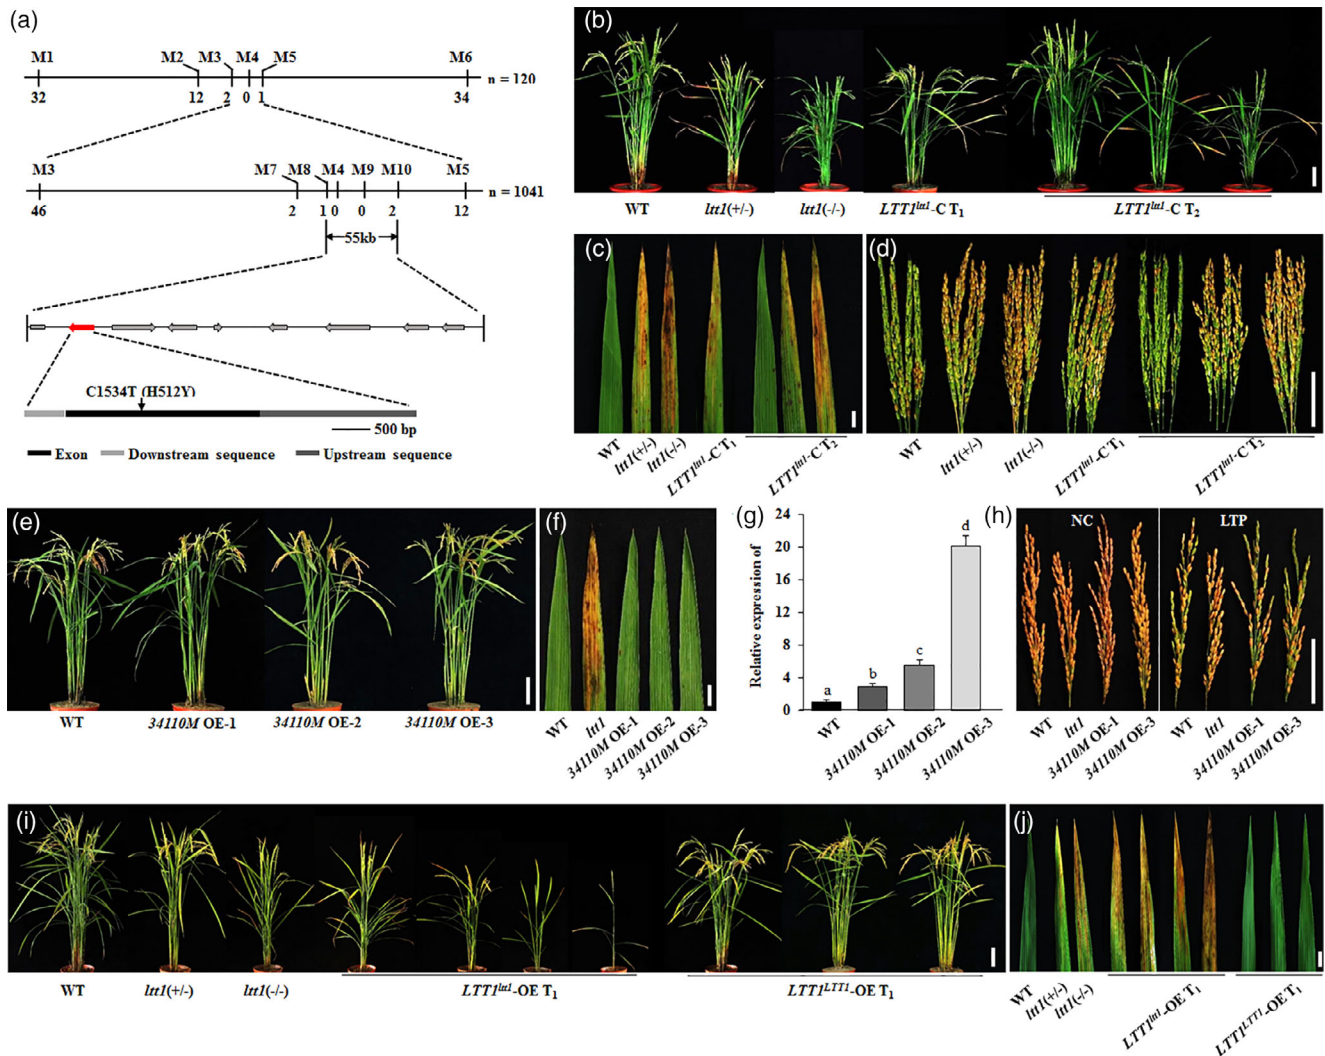 (a)
M1 M2 M3 M4 M5 M6
n = 120
32 12 2 0 1 34
M3 M7 M8 M4 M9 M10 M5
n = 1041
46 2 1 0 0 2 12
55kb
C1534T (H512Y)
500 bp
Exon Downstream sequence Upstream sequence
(b)
WT ltt1(+/-) ltt1(-/-) LTT1ltt1-C T1 LTT1ltt1-C T2
(c)
WT
ltt1(+/-)
ltt1(-/-)
LTT1ltt1-C T1
LTT1ltt1-C T2
(d)
WT
ltt1(+/-)
ltt1(-/-)
LTT1ltt1-C T1
LTT1ltt1-C T2
(e)
WT 34110M OE-1 34110M OE-2 34110M OE-3
(f)
WT
ltt1
34110M OE-1
34110M OE-2
34110M OE-3
(g)
Relative expression of
24
20
16
12
8
4
0
a b c d
WT
34110M OE-1
34110M OE-2
34110M OE-3
(h)
NC LTP
WT
ltt1
34110M OE-1
34110M OE-3
WT
ltt1
34110M OE-1
34110M OE-3
(i)
WT ltt1(+/-) ltt1(-/-) LTT1ltt1-OE T1 LTT1LTT1-OE T1
(j)
WT
ltt1(+/-)
ltt1(-/-)
LTT1ltt1-OE T1
LTT1LTT1-OE T1